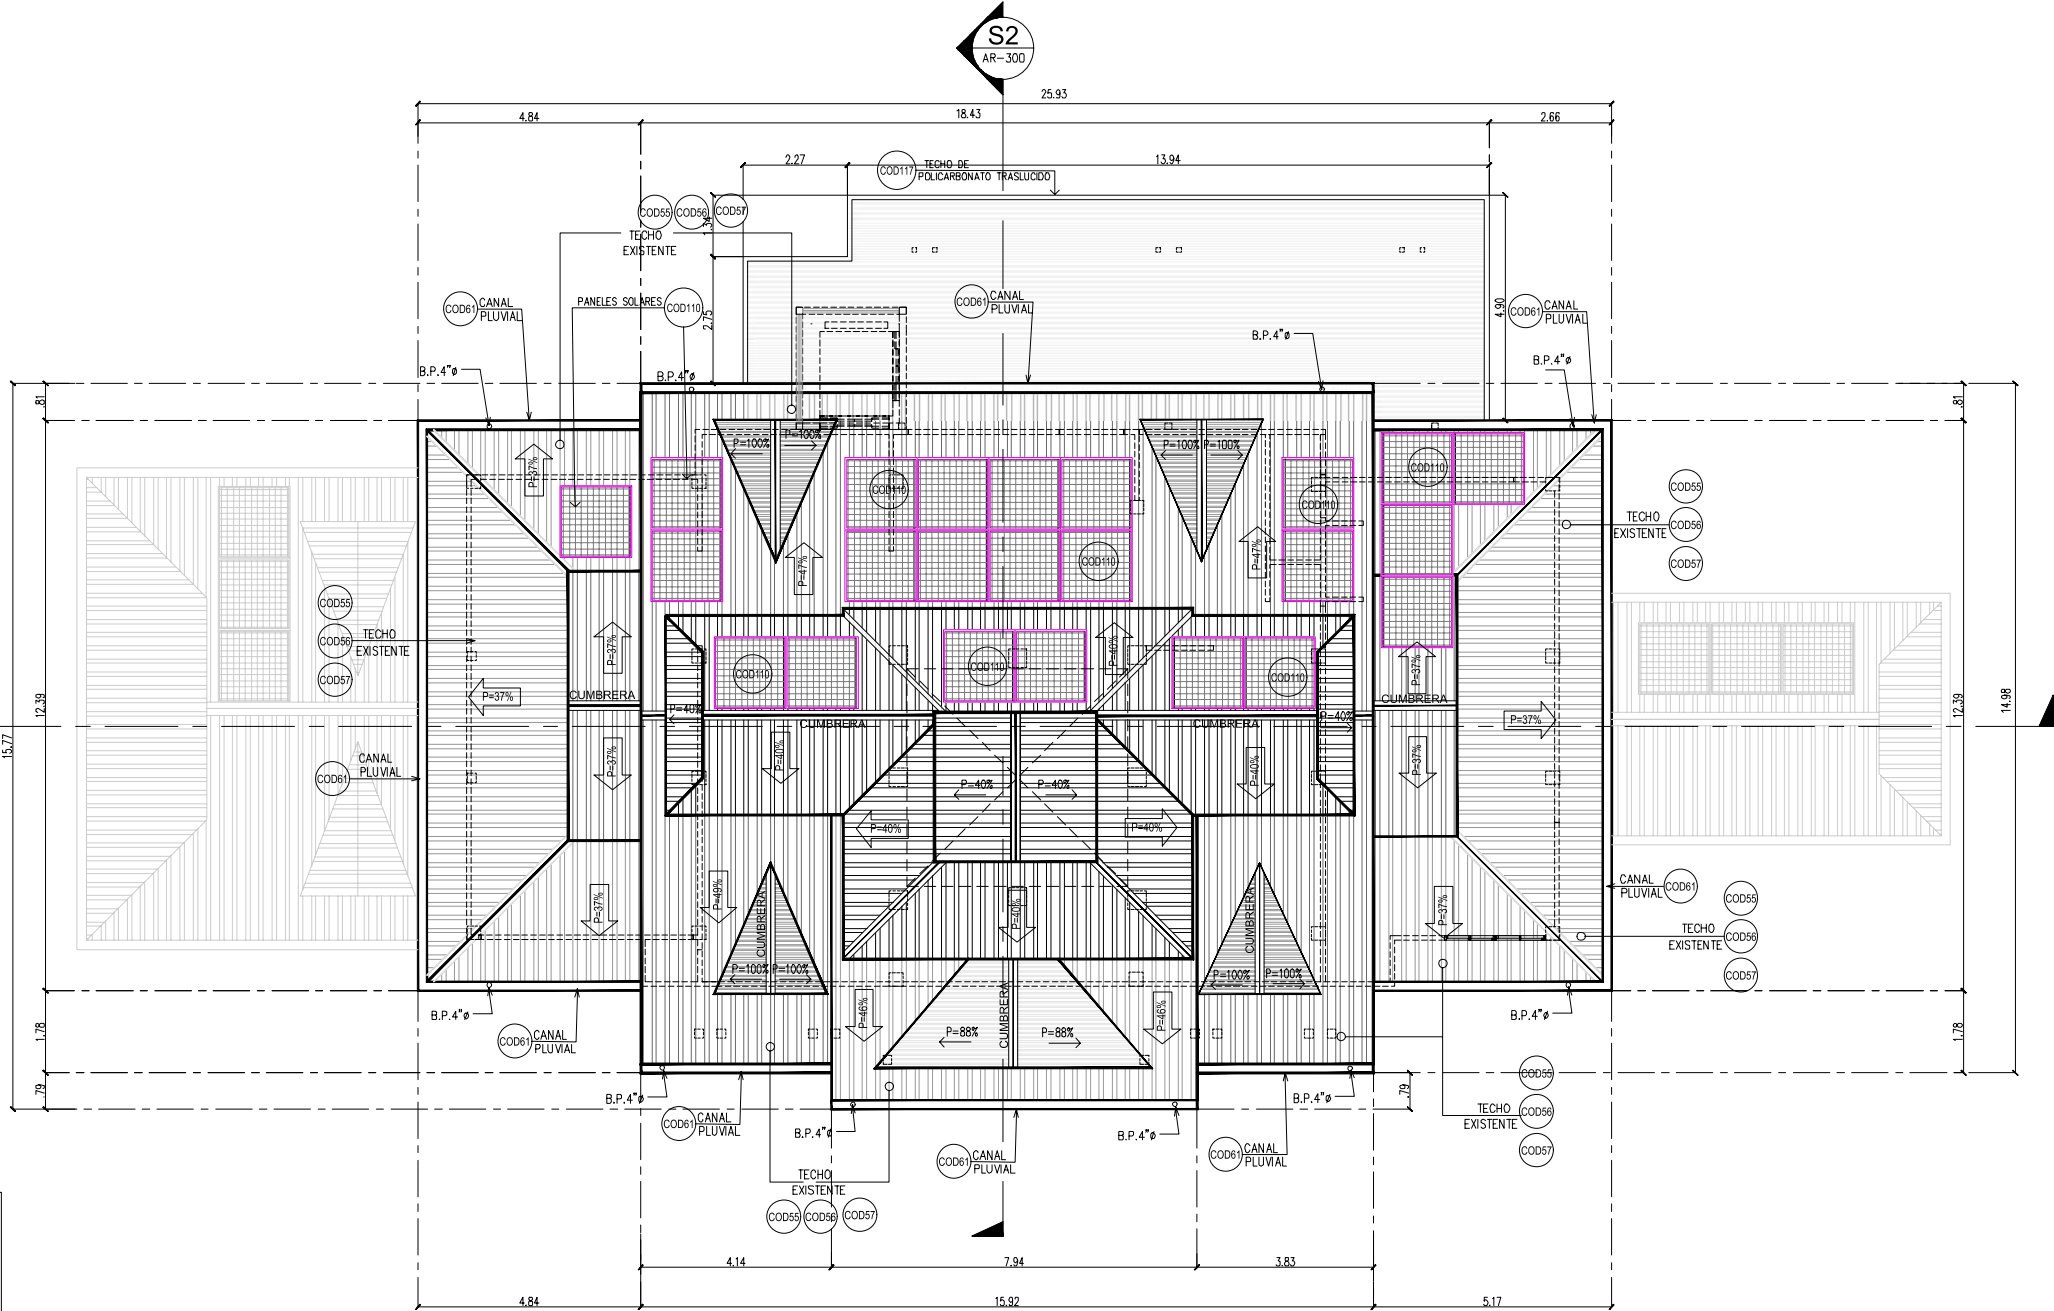 S2
AR-300
25.93
4.84
18.43
2.66
2.27
13.94
COD117
TECHO DE
POLICARBONATO TRASLUCIDO
COD55
COD56
COD57
1.34
TECHO
EXISTENTE
COD61
CANAL
PLUVIAL
PANELES SOLARES
COD110
2.75
COD61
CANAL
PLUVIAL
4.90
COD61
CANAL
PLUVIAL
B.P.4"ø
B.P.4"ø
B.P.4"ø
B.P.4"ø
.81
.81
P=100%
P=100%
P=100%
P=100%
P=37%
COD110
COD110
COD110
COD110
P=47%
P=47%
COD55
TECHO
COD56
EXISTENTE
COD57
COD55
COD56
TECHO
EXISTENTE
COD57
P=37%
P=40%
P=37%
COD110
COD110
COD110
P=37%
CUMBRERA
CUMBRERA
P=40%
P=40%
P=37%
CUMBRERA
CUMBRERA
12.39
15.77
12.39
14.98
COD61
CANAL
PLUVIAL
P=37%
P=40%
P=40%
P=37%
P=40%
P=40%
P=40%
P=40%
P=37%
P=49%
P=40%
P=37%
CANAL
PLUVIAL
COD61
COD55
TECHO
COD56
EXISTENTE
COD57
CUMBRERA
CUMBRERA
P=100%
P=100%
P=100%
P=100%
P=46%
CUMBRERA
P=46%
P=88%
P=88%
B.P.4"ø
B.P.4"ø
COD61
CANAL
PLUVIAL
1.78
1.78
.79
.79
B.P.4"ø
B.P.4"ø
COD61
CANAL
PLUVIAL
B.P.4"ø
B.P.4"ø
COD55
TECHO
COD56
EXISTENTE
COD57
COD61
CANAL
PLUVIAL
COD61
CANAL
PLUVIAL
TECHO
EXISTENTE
COD55
COD56
COD57
4.14
7.94
3.83
4.84
15.92
5.17